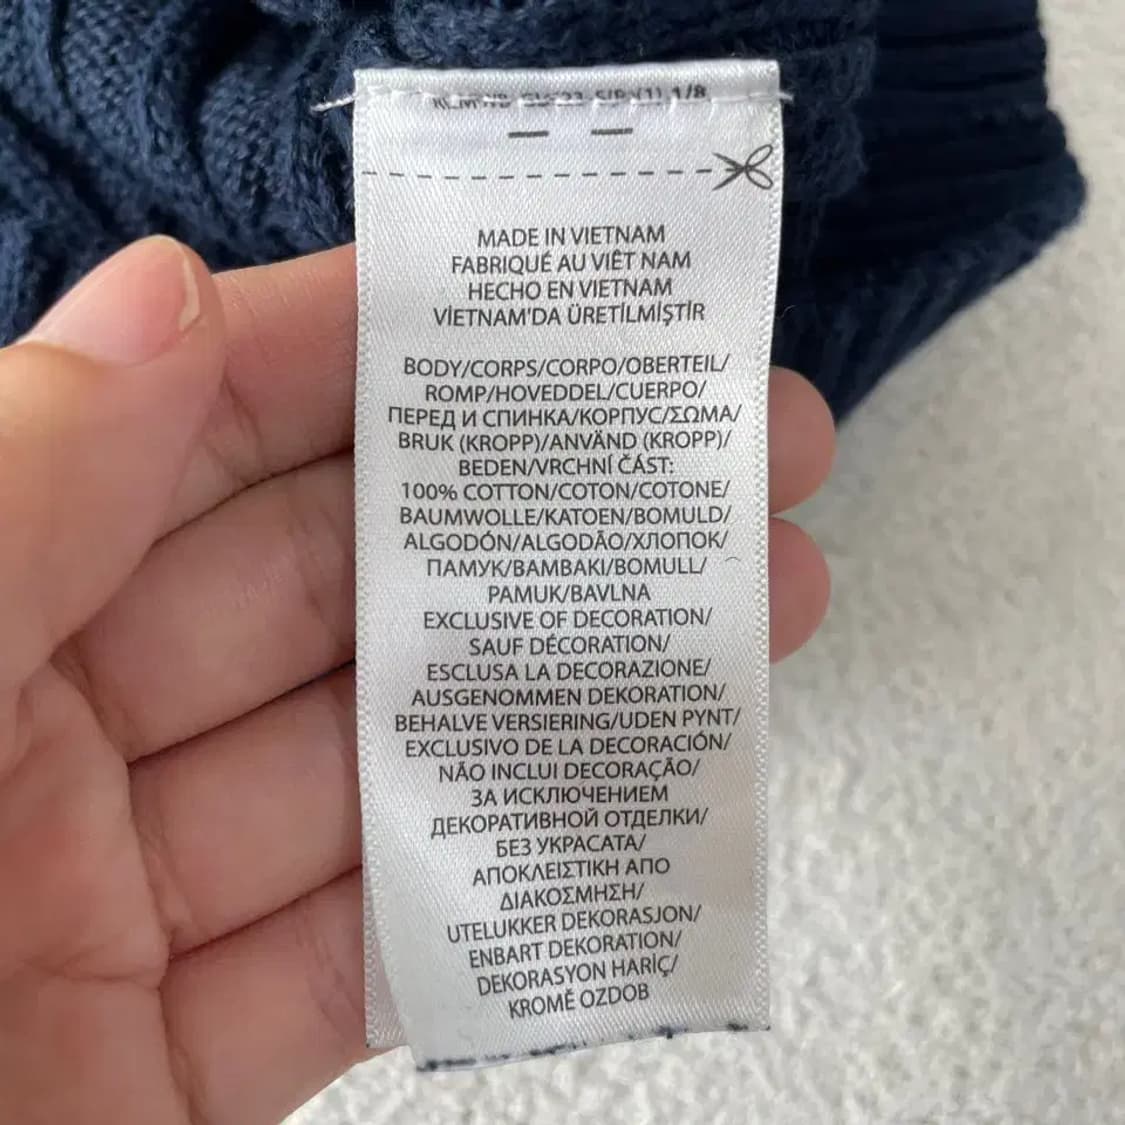 S/P (1) 1/8
MADE IN VIETNAM
FABRIQUÉ AU VIÊT NAM
HECHO EN VIETNAM
VİETNAM'DA ÜRETİLMİŞTİR
BODY/CORPS/CORPO/OBERTEIL/
ROMP/HOVEDDEL/CUERPO/
ПЕРЕД И СПИНКА/КОРПУС/ΣΩΜΑ/
BRUK (KROPP)/ANVÄND (KROPP)/
BEDEN/VRCHNÍ ČÁST:
100% COTTON/COTON/COTONE/
BAUMWOLLE/KATOEN/BOMULD/
ALGODÓN/ALGODÃO/ХЛОПОК/
ПАМУК/ΒΑΜΒΑΚΙ/BOMULL/
PAMUK/BAVLNA
EXCLUSIVE OF DECORATION/
SAUF DÉCORATION/
ESCLUSA LA DECORAZIONE/
AUSGENOMMEN DEKORATION/
BEHALVE VERSIERING/UDEN PYNT/
EXCLUSIVO DE LA DECORACIÓN/
NÃO INCLUI DECORAÇÃO/
ЗА ИСКЛЮЧЕНИЕМ
ДЕКОРАТИВНОЙ ОТДЕЛКИ/
БЕЗ УКРАСАТА/
ΑΠΟΚΛΕΙΣΤΙΚΗ ΑΠΟ
ΔΙΑΚΟΣΜΗΣΗ/
UTELUKKER DEKORASJON/
ENBART DEKORATION/
DEKORASYON HARİÇ/
KROMĚ OZDOB